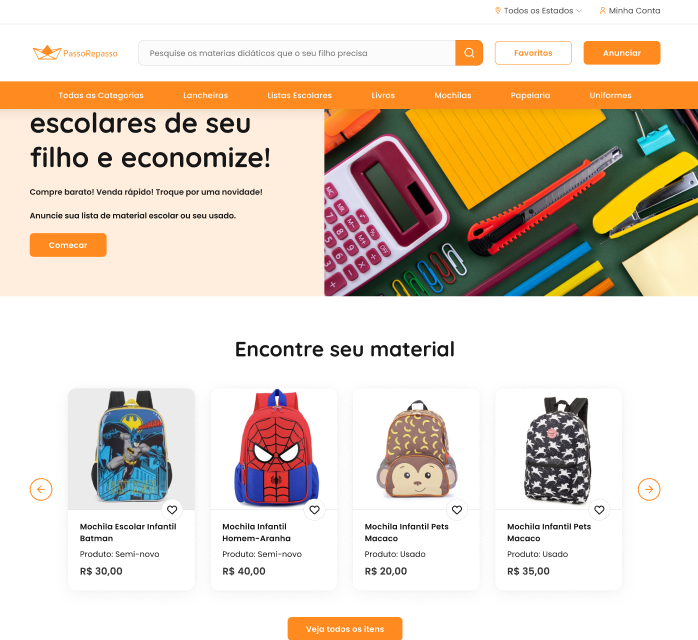 Todos os Estados
Minha Conta
PassoRepasso
Pesquise os materias didáticos que o seu filho precisa
Favoritos
Anunciar
Todas as Categorias
Lancheiras
Listas Escolares
Livros
Mochilas
Papelaria
Uniformes
escolares de seu
filho e economize!
Compre barato! Venda rápido! Troque por uma novidade!
Anuncie sua lista de material escolar ou seu usado.
Comecar
Encontre seu material
Mochila Escolar Infantil
Batman
Produto: Semi-novo
R$ 30,00
Mochila Infantil
Homem-Aranha
Produto: Semi-novo
R$ 40,00
Mochila Infantil Pets
Macaco
Produto: Usado
R$ 20,00
Mochila Infantil Pets
Macaco
Produto: Usado
R$ 35,00
Veja todos os itens